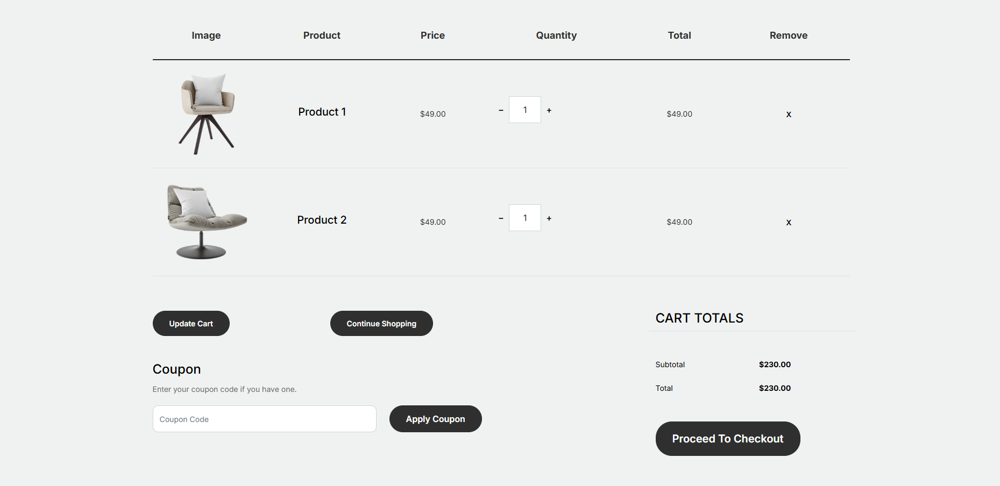 Image Product Price Quantity Total Remove
Product 1 $49.00 − 1 + $49.00 x
Product 2 $49.00 − 1 + $49.00 x
Update Cart Continue Shopping
Coupon
Enter your coupon code if you have one.
Coupon Code Apply Coupon
CART TOTALS
Subtotal $230.00
Total $230.00
Proceed To Checkout